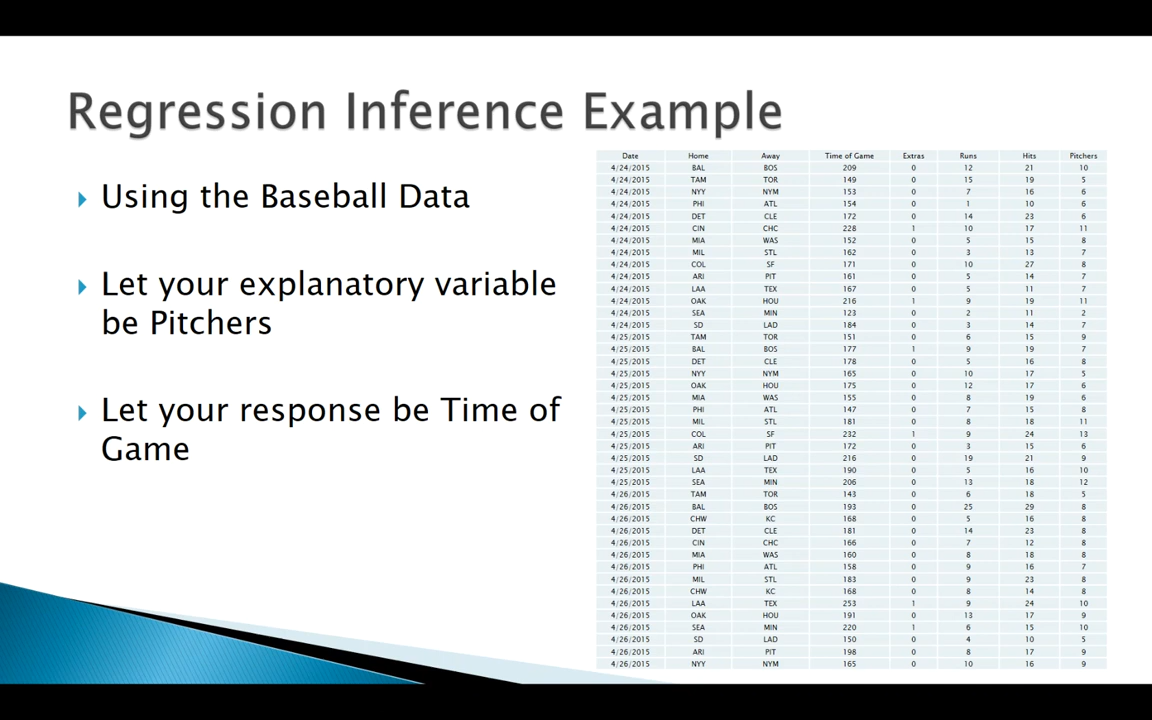 Regression Inference Example
Using the Baseball Data
Let your explanatory variable
be Pitchers
Let your response be Time of
Game
Date Home Away Time of Game Extras Runs Hits Pitchers
4/24/2015 BAL BOS 209 0 12 21 10
4/24/2015 TAM TOR 149 0 15 19 5
4/24/2015 NYY NYM 153 0 7 16 6
4/24/2015 PHI ATL 154 0 1 10 6
4/24/2015 DET CLE 172 0 14 23 6
4/24/2015 CIN CHC 228 1 10 17 11
4/24/2015 MIA WAS 152 0 5 15 8
4/24/2015 MIL STL 162 0 3 13 7
4/24/2015 COL SF 171 0 10 27 8
4/24/2015 ARI PIT 161 0 5 14 7
4/24/2015 LAA TEX 167 0 5 11 7
4/24/2015 OAK HOU 216 1 9 19 11
4/24/2015 SEA MIN 123 0 2 11 2
4/24/2015 SD LAD 184 0 3 14 7
4/25/2015 TAM TOR 151 0 6 15 9
4/25/2015 BAL BOS 177 1 9 19 7
4/25/2015 DET CLE 178 0 5 16 8
4/25/2015 NYY NYM 165 0 10 17 5
4/25/2015 OAK HOU 175 0 12 17 6
4/25/2015 MIA WAS 155 0 8 19 6
4/25/2015 PHI ATL 147 0 7 15 8
4/25/2015 MIL STL 181 0 8 18 11
4/25/2015 COL SF 232 1 9 24 13
4/25/2015 ARI PIT 172 0 3 15 6
4/25/2015 SD LAD 216 0 19 21 9
4/25/2015 LAA TEX 190 0 5 16 10
4/25/2015 SEA MIN 206 0 13 18 12
4/26/2015 TAM TOR 143 0 6 18 5
4/26/2015 BAL BOS 193 0 25 29 8
4/26/2015 CHW KC 168 0 5 16 8
4/26/2015 DET CLE 181 0 14 23 8
4/26/2015 CIN CHC 166 0 7 12 8
4/26/2015 MIA WAS 160 0 8 18 8
4/26/2015 PHI ATL 158 0 9 16 7
4/26/2015 MIL STL 183 0 9 23 8
4/26/2015 CHW KC 168 0 8 14 8
4/26/2015 LAA TEX 253 1 9 24 10
4/26/2015 OAK HOU 191 0 13 17 9
4/26/2015 SEA MIN 220 1 6 15 10
4/26/2015 SD LAD 150 0 4 10 5
4/26/2015 ARI PIT 198 0 8 17 9
4/26/2015 NYY NYM 165 0 10 16 9